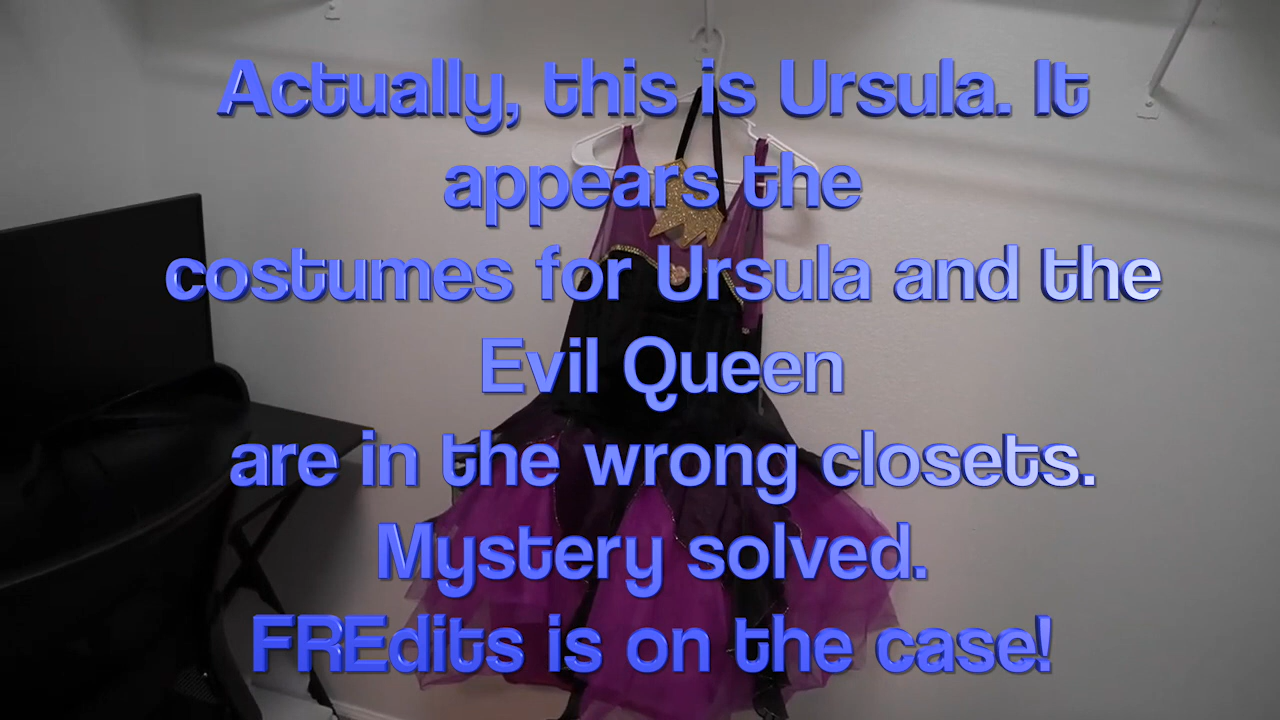 Actually, this is Ursula. It
appears the
costumes for Ursula and the
Evil Queen
are in the wrong closets.
Mystery solved.
FREdits is on the case!